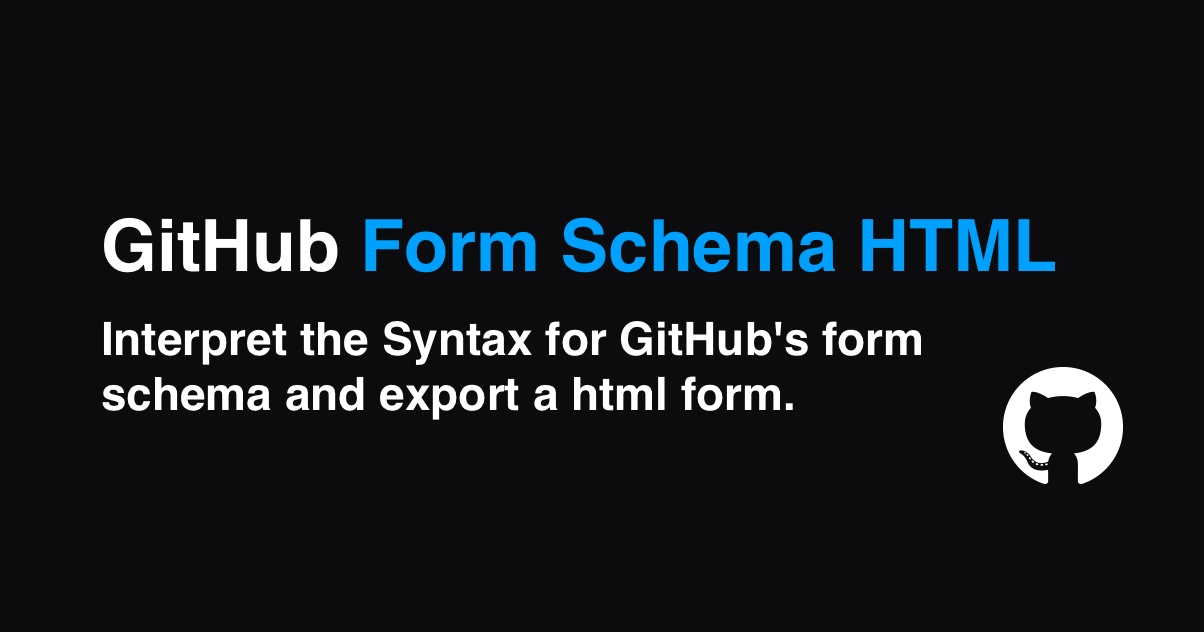 GitHub Form Schema HTML
Interpret the Syntax for GitHub's form
schema and export a html form.